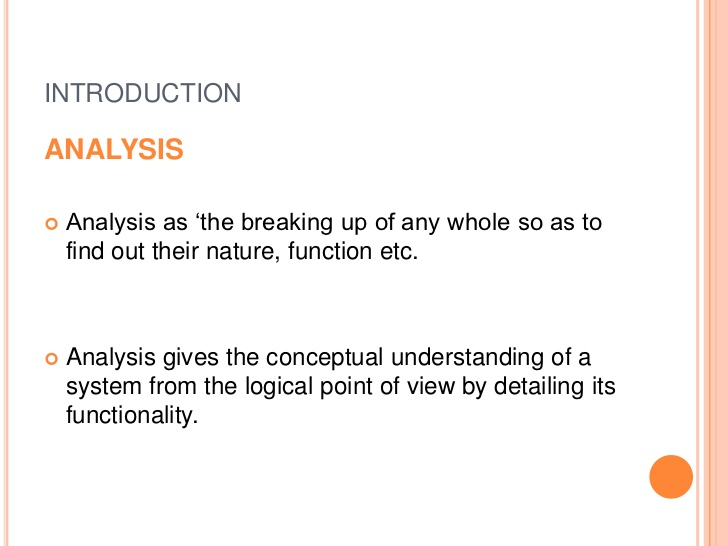 INTRODUCTION
ANALYSIS
Analysis as ‘the breaking up of any whole so as to
find out their nature, function etc.
Analysis gives the conceptual understanding of a
system from the logical point of view by detailing its
functionality.